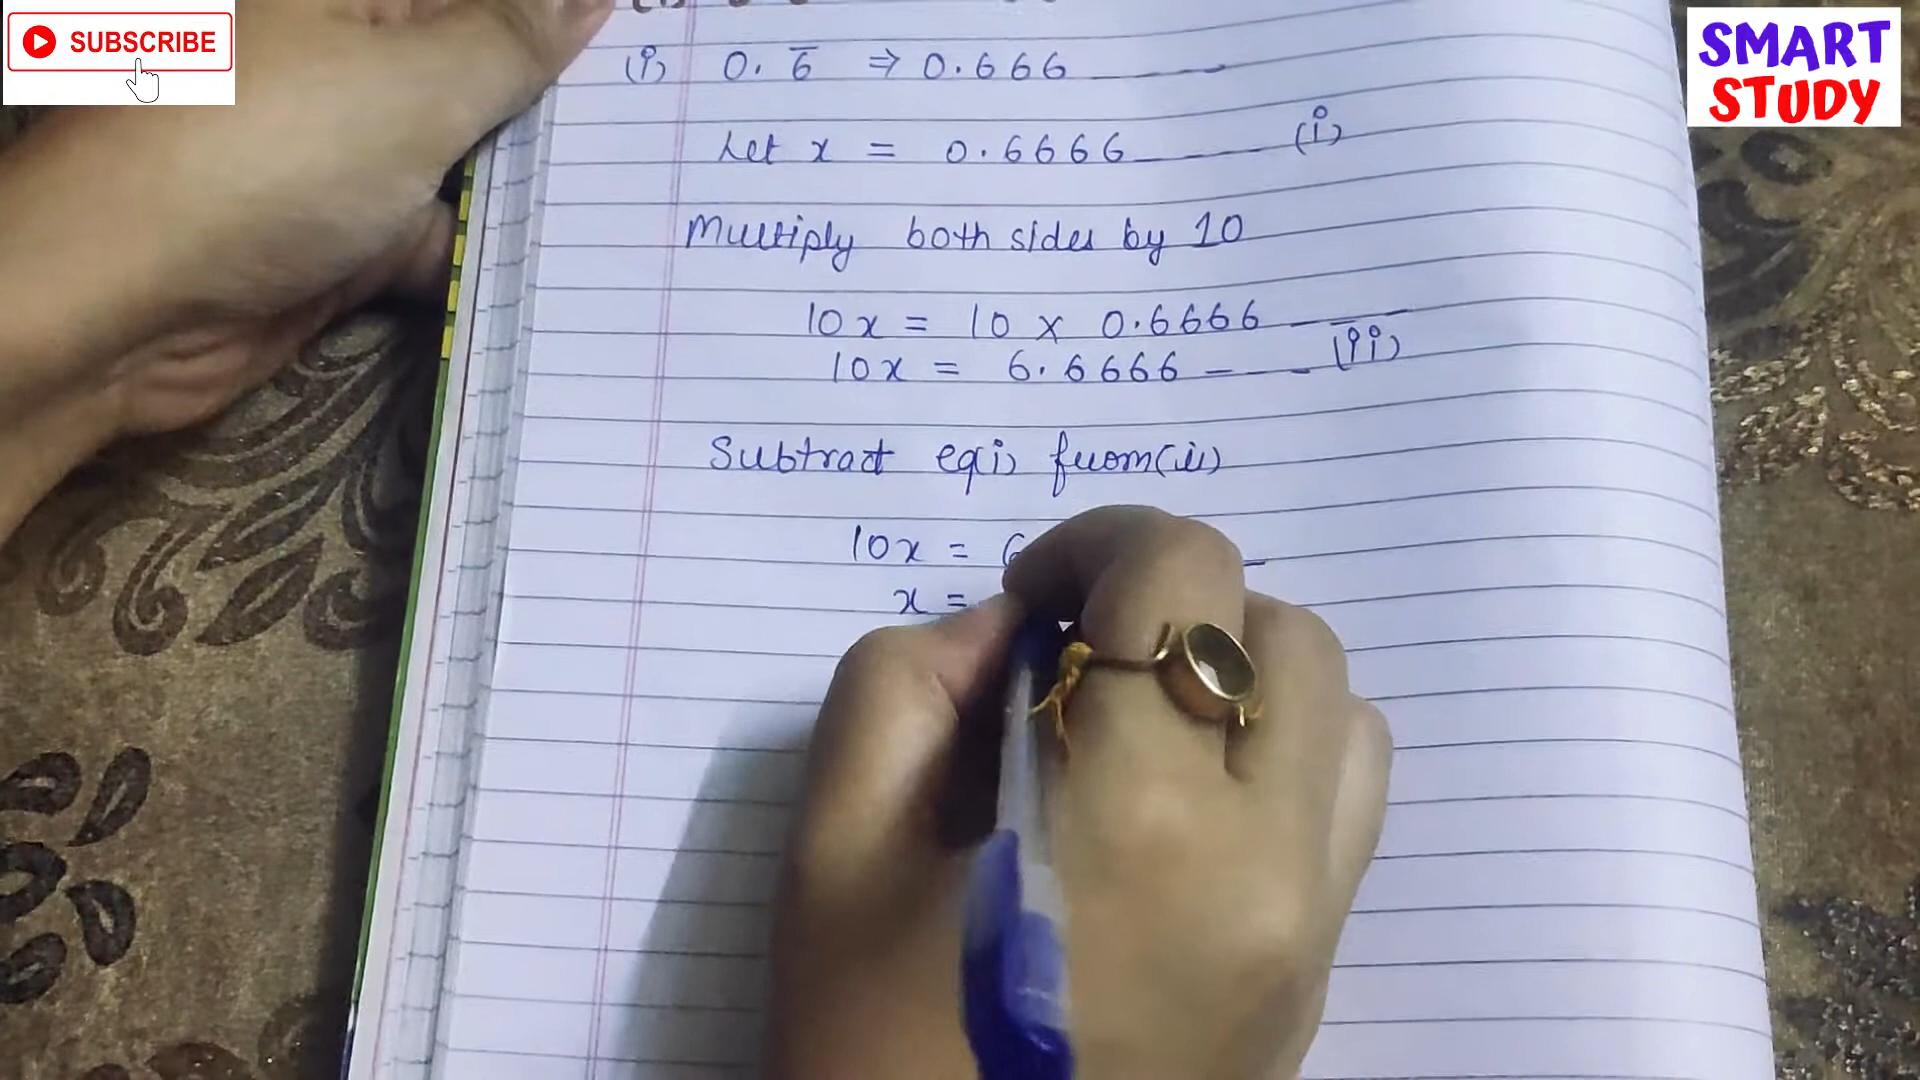 SUBSCRIBE
SMART
STUDY
(i) 0.6̅ ⇒ 0.666
Let x = 0.6666 (i)
Multiply both sides by 10
10x = 10 x 0.6666
10x = 6.6666 (ii)
Subtract eq i) from (ii)
10x = 6
x =